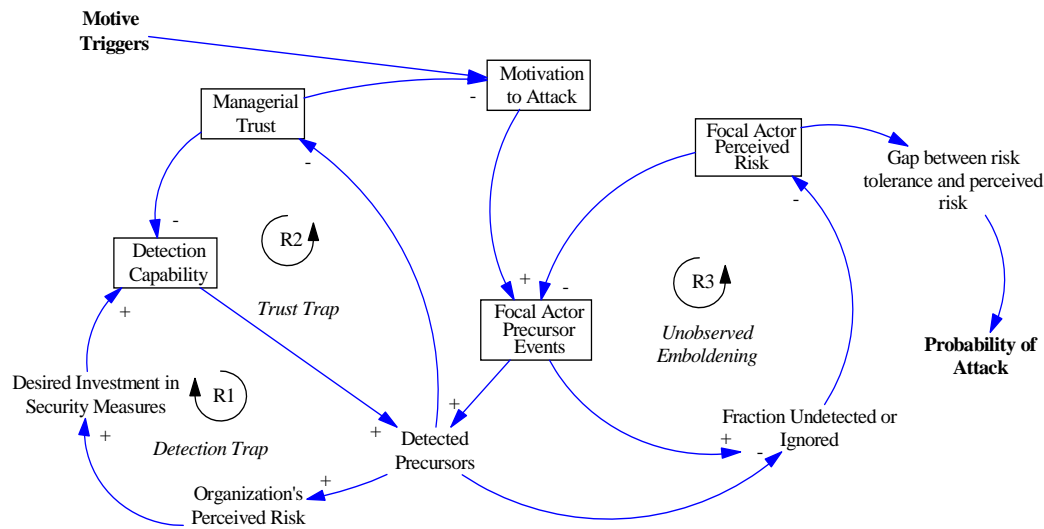 Motive
Triggers
Motivation
to Attack
-
Managerial
Trust
-
Focal Actor
Perceived
Risk
-
Gap between risk
tolerance and perceived
risk
-
Detection
Capability
+
R2
Trust Trap
+
-
R3
Unobserved
Emboldening
Focal Actor
Precursor
Events
Probability of
Attack
Desired Investment in
Security Measures
+
R1
Detection Trap
+
+
Detected
Precursors
+
-
Fraction Undetected or
Ignored
+
Organization's
Perceived Risk